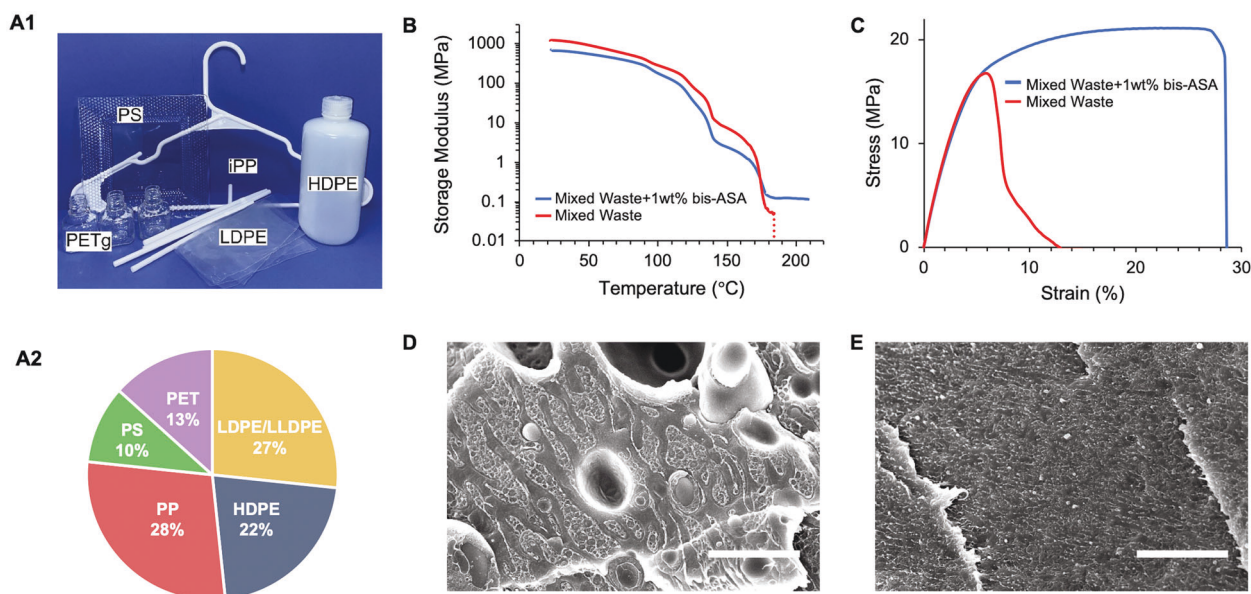 A1
PS
iPP
HDPE
PETg
LDPE
B
Storage Modulus (MPa)
1000
100
10
1
0.1
0.01
0
50
100
150
200
Temperature (°C)
Mixed Waste+1wt% bis-ASA
Mixed Waste
C
Stress (MPa)
20
10
0
0
10
20
30
Strain (%)
Mixed Waste+1wt% bis-ASA
Mixed Waste
A2
PET
13%
LDPE/LLDPE
27%
PS
10%
PP
28%
HDPE
22%
D
E